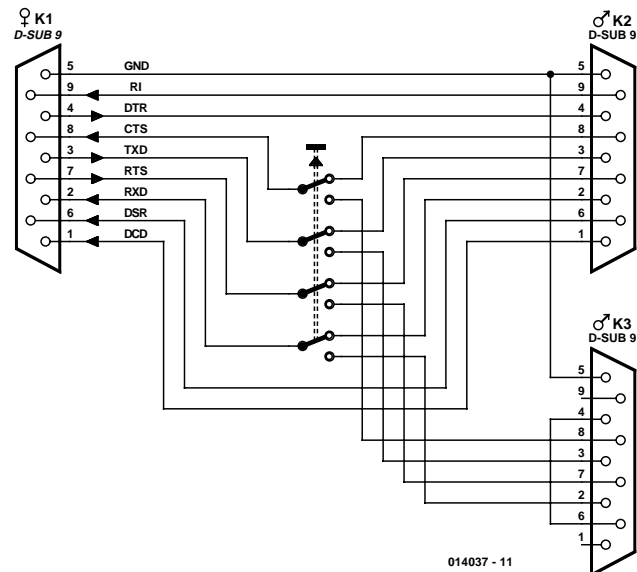 ♀ K1
D-SUB 9
5 GND
9 RI
4 DTR
8 CTS
3 TXD
7 RTS
2 RXD
6 DSR
1 DCD
♂ K2
D-SUB 9
5
9
4
8
3
7
2
6
1
♂ K3
D-SUB 9
5
9
4
8
3
7
2
6
1
014037 - 11